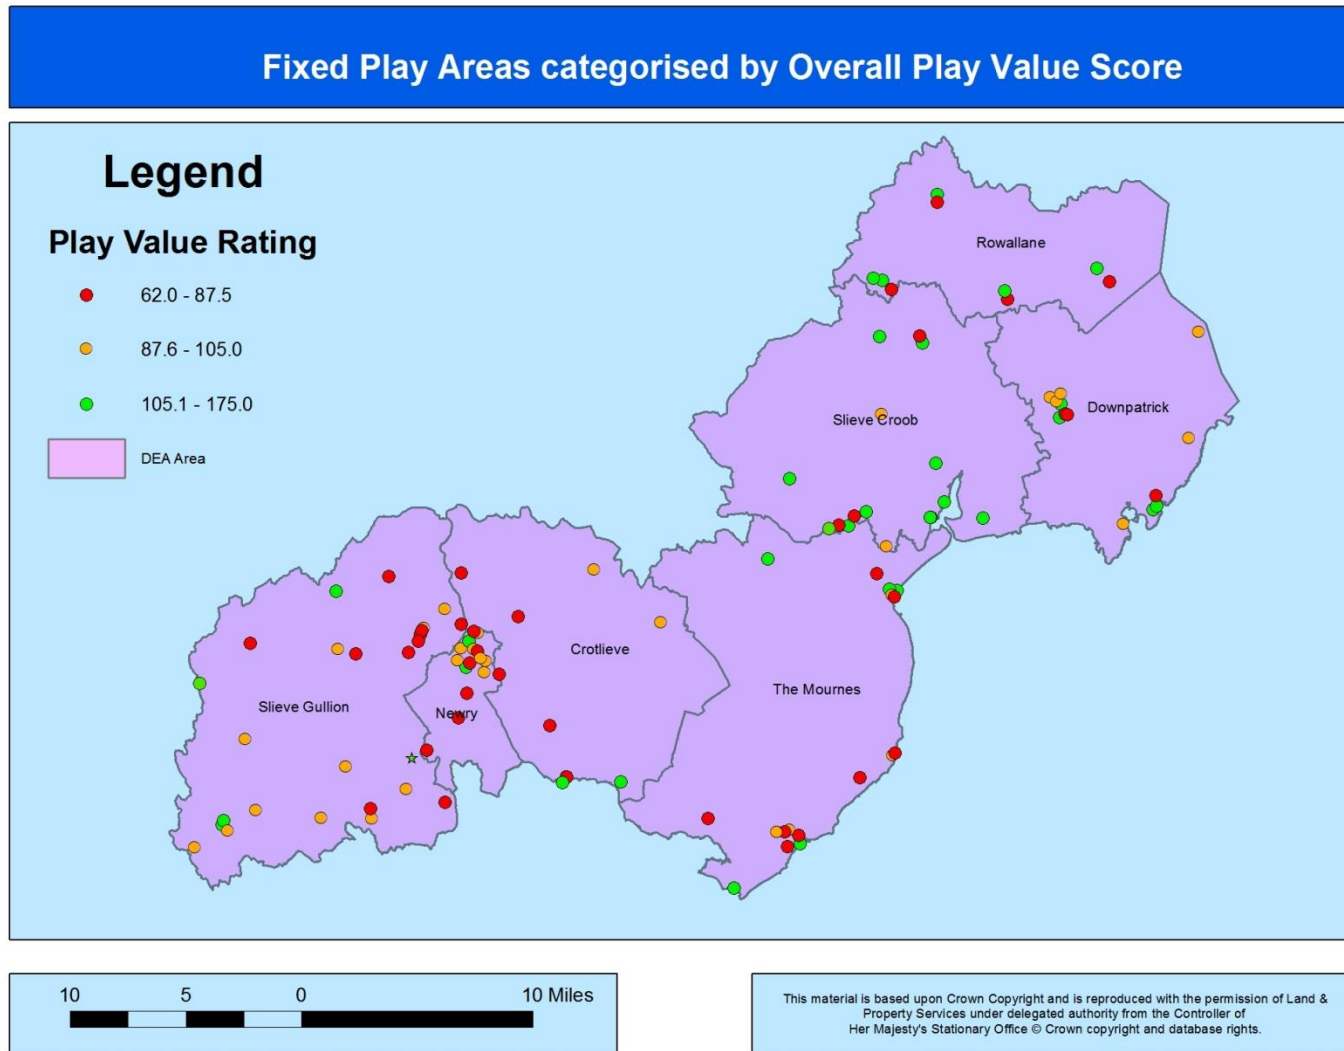 Fixed Play Areas categorised by Overall Play Value Score
Legend
Play Value Rating
62.0 - 87.5
87.6 - 105.0
105.1 - 175.0
DEA Area
Rowallane
Slieve Croob
Downpatrick
Crotlieve
The Mournes
Slieve Gullion
Newry
10 5 0 10 Miles
This material is based upon Crown Copyright and is reproduced with the permission of Land &
Property Services under delegated authority from the Controller of
Her Majesty's Stationary Office © Crown copyright and database rights.